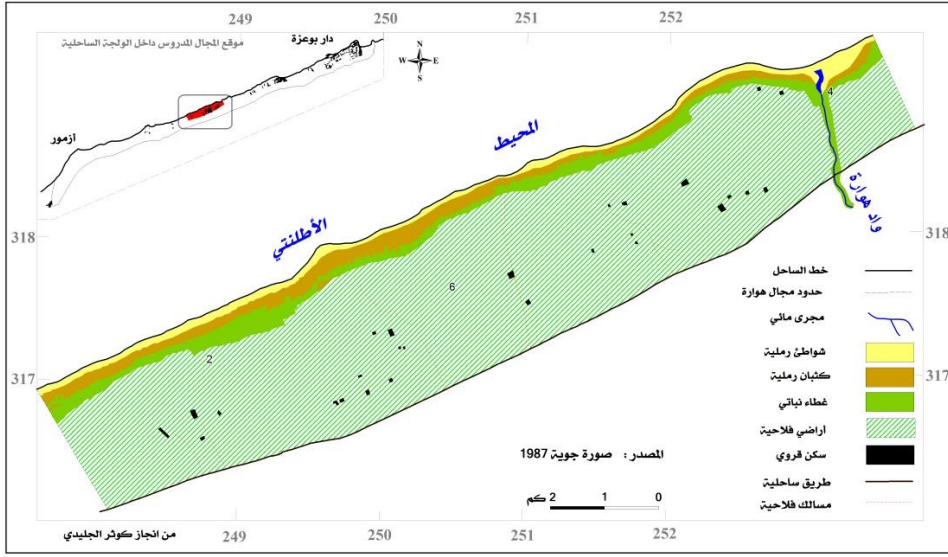 249
250
251
252
موقع المجال المدروس داخل الولجة الساحلية
دار بوعزة
N
W E
S
أزمور
المحيط
الأطلنتي
4
واد هوارة
318
318
6
2
317
317
خط الساحل
حدود مجال هوارة
مجرى مائي
شواطئ رملية
كثبان رملية
غطاء نباتي
أراضي فلاحية
سكن قروي
طريق ساحلية
مسالك فلاحية
المصدر : صورة جوية 1987
0 1 2 كم
من انجاز كوثر الجليدي
249
250
251
252